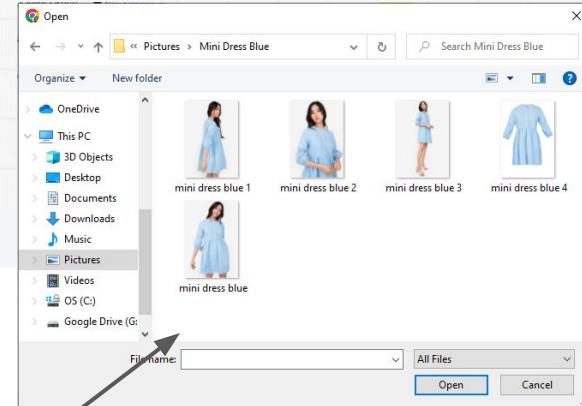 Open
« Pictures › Mini Dress Blue
Search Mini Dress Blue
Organize
New folder
OneDrive
This PC
3D Objects
Desktop
Documents
Downloads
Music
Pictures
Videos
OS (C:)
Google Drive (G:
mini dress blue 1
mini dress blue 2
mini dress blue 3
mini dress blue 4
mini dress blue
File name:
All Files
Open
Cancel